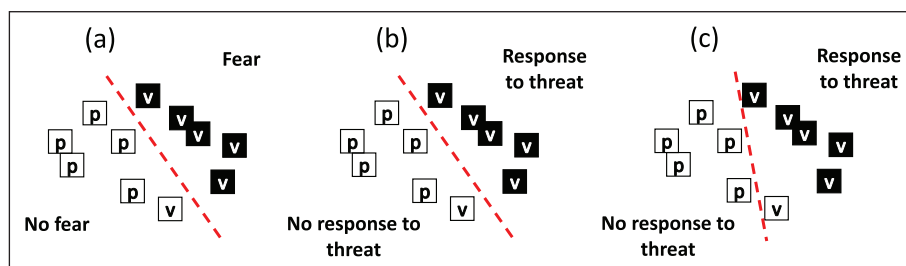 (a)
Fear
v
v
p
v
p
p
v
p
v
p
v
No fear
(b)
Response
to threat
v
v
p
v
p
p
v
p
v
p
v
No response to
threat
(c)
Response
to threat
v
v
p
v
p
p
v
p
v
p
v
No response to
threat